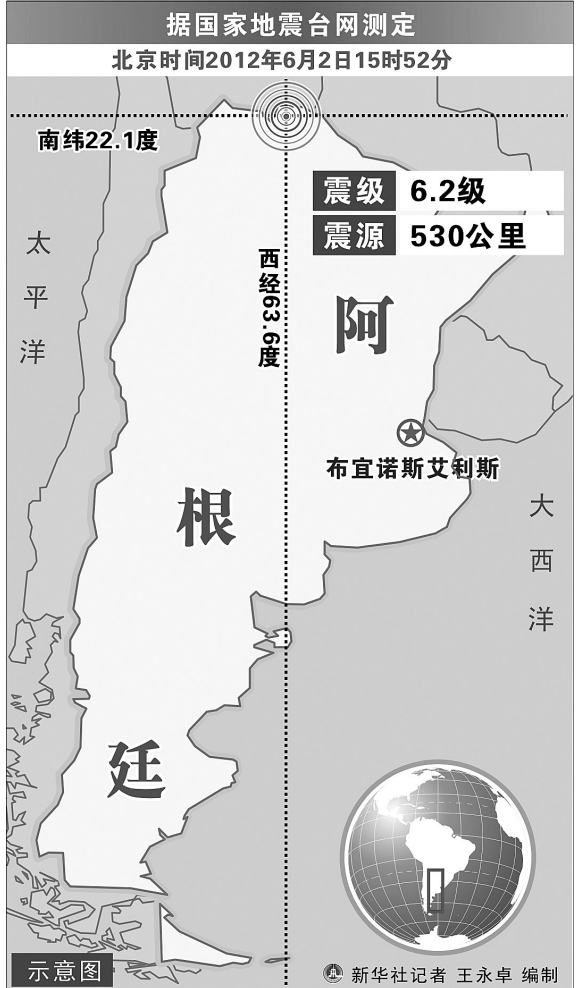 据国家地震台网测定
北京时间2012年6月2日15时52分
南纬22.1度
震级 6.2级
震源 530公里
西经63.6度
太平洋
阿
布宜诺斯艾利斯
根
大西洋
廷
示意图
新华社记者 王永卓 编制